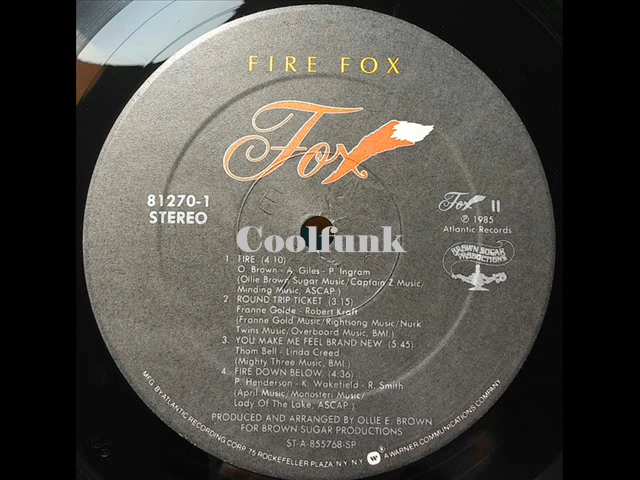 FIRE FOX
Fox
81270-1
STEREO
Fox II
℗ 1985
Atlantic Records
BROWN SUGAR
PRODUCTIONS
Coolfunk
1. FIRE. (4:10)
O. Brown - A. Giles - P. Ingram
(Ollie Brown Sugar Music/Captain Z Music/
Minding Music, ASCAP.)
2. ROUND TRIP TICKET. (3:15)
Franne Golde - Robert Kraft
(Franne Gold Music/Rightsong Music/Nurk
Twins Music/Overboard Music, BMI.)
3. YOU MAKE ME FEEL BRAND NEW. (5:45)
Thom Bell - Linda Creed
(Mighty Three Music, BMI.)
4. FIRE DOWN BELOW. (4:36)
P. Henderson - K. Wakefield - R. Smith
(April Music/Monosteri Music/
Lady Of The Lake, ASCAP.)
PRODUCED AND ARRANGED BY OLLIE E. BROWN
FOR BROWN SUGAR PRODUCTIONS
ST-A-855768-SP
MFG. BY ATLANTIC RECORDING CORP. 75 ROCKEFELLER PLAZA, N.Y. N.Y. W A WARNER COMMUNICATIONS COMPANY.